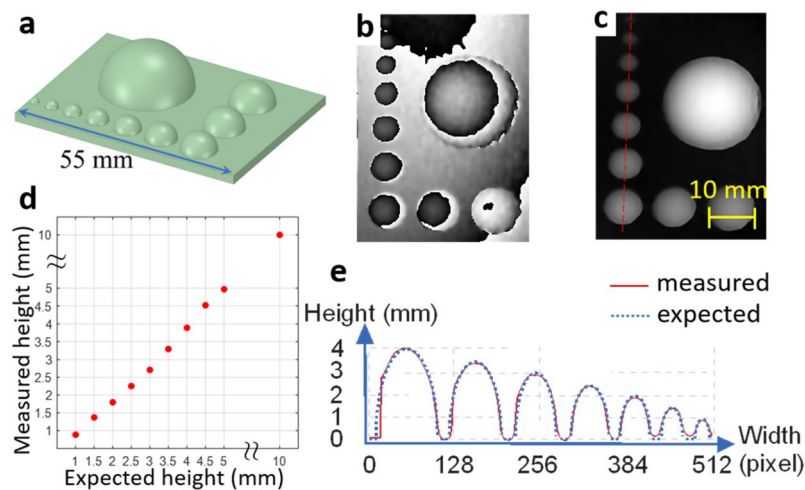 a
55 mm
b
c
10 mm
d
Measured height (mm)
10
5
4.5
4
3.5
3
2.5
2
1.5
1
1 1.5 2 2.5 3 3.5 4 4.5 5 10
Expected height (mm)
e
measured
expected
Height (mm)
4
3
2
1
0
0 128 256 384 512
Width
(pixel)